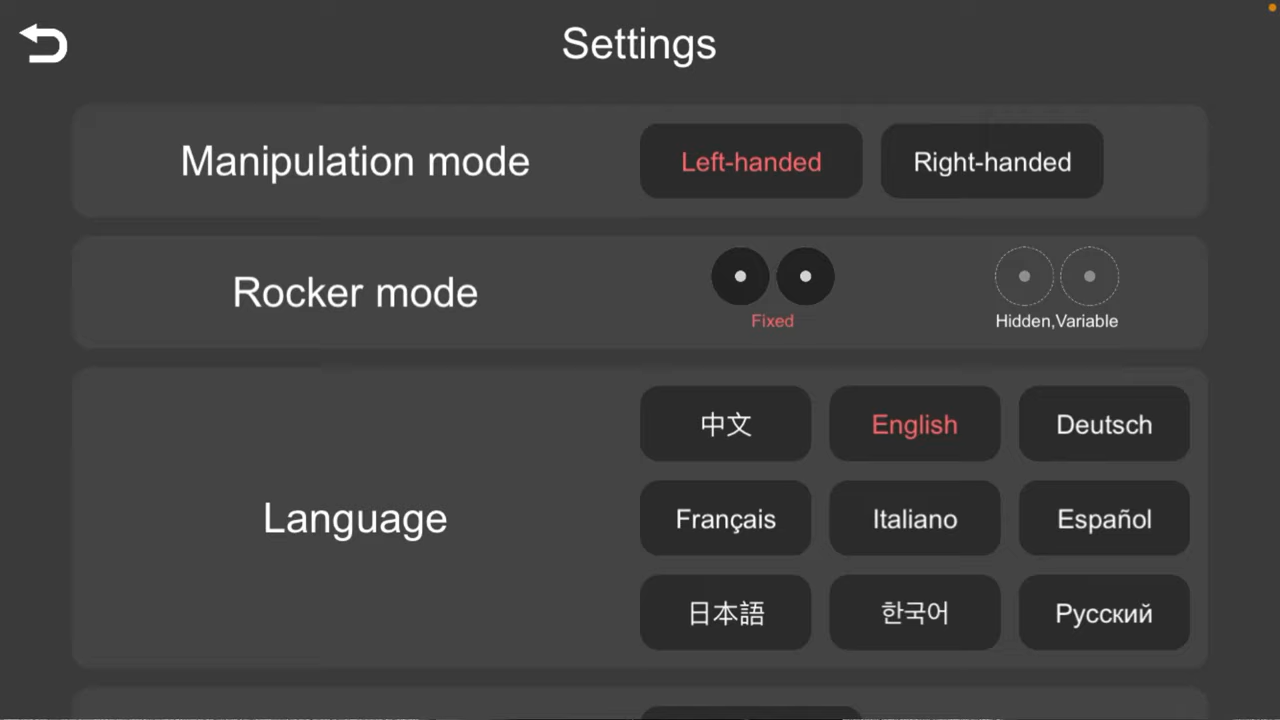 Settings
Manipulation mode
Left-handed
Right-handed
Rocker mode
Fixed
Hidden,Variable
Language
中文
English
Deutsch
Français
Italiano
Español
日本語
한국어
Русский